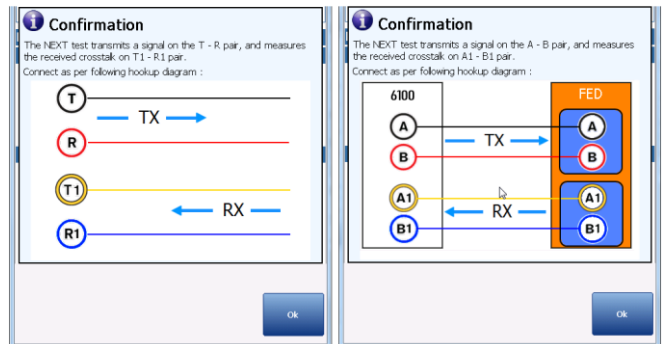 Confirmation
The NEXT test transmits a signal on the T - R pair, and measures
the received crosstalk on T1 - R1 pair.
Connect as per following hookup diagram :
T
TX
R
T1
RX
R1
Ok
Confirmation
The NEXT test transmits a signal on the A - B pair, and measures
the received crosstalk on A1 - B1 pair.
Connect as per following hookup diagram :
6100 FED
A A
TX
B B
A1 A1
RX
B1 B1
Ok